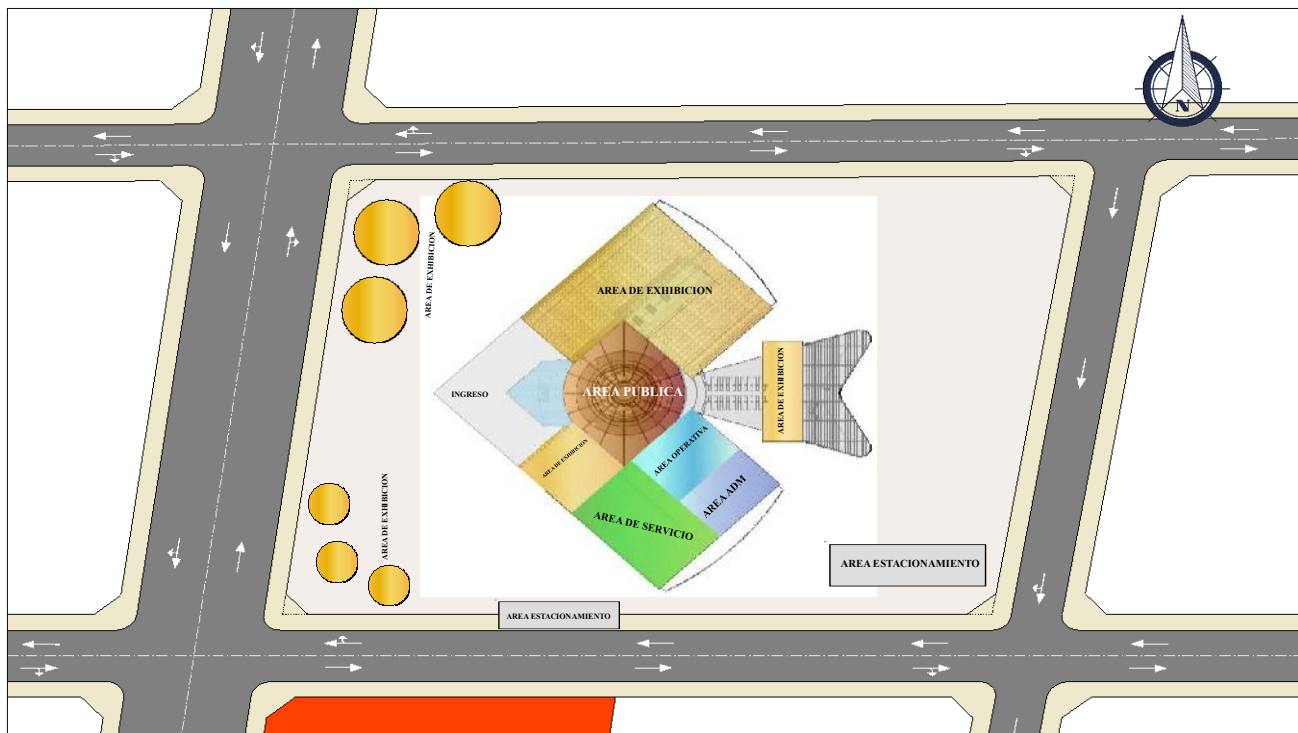 N
AREA DE EXHIBICION
AREA DE EXHIBICION
INGRESO
AREA PÚBLICA
AREA DE EXHIBICION
AREA DE EXHIBICION
AREA OPERATIVA
AREA ADM
AREA DE SERVICIO
AREA DE EXHIBICION
AREA ESTACIONAMIENTO
AREA ESTACIONAMIENTO